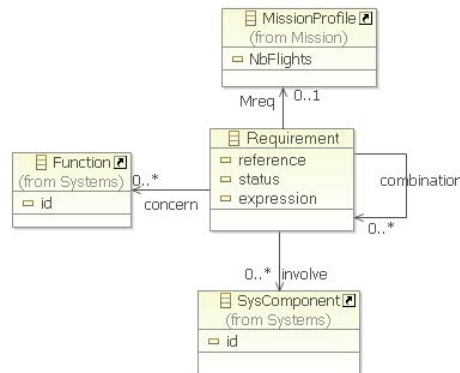 MissionProfile
(from Mission)
NbFlights
Mreq
0..1
Requirement
reference
status
expression
combination
0..*
Function
(from Systems)
id
0..*
concern
0..*
involve
SysComponent
(from Systems)
id